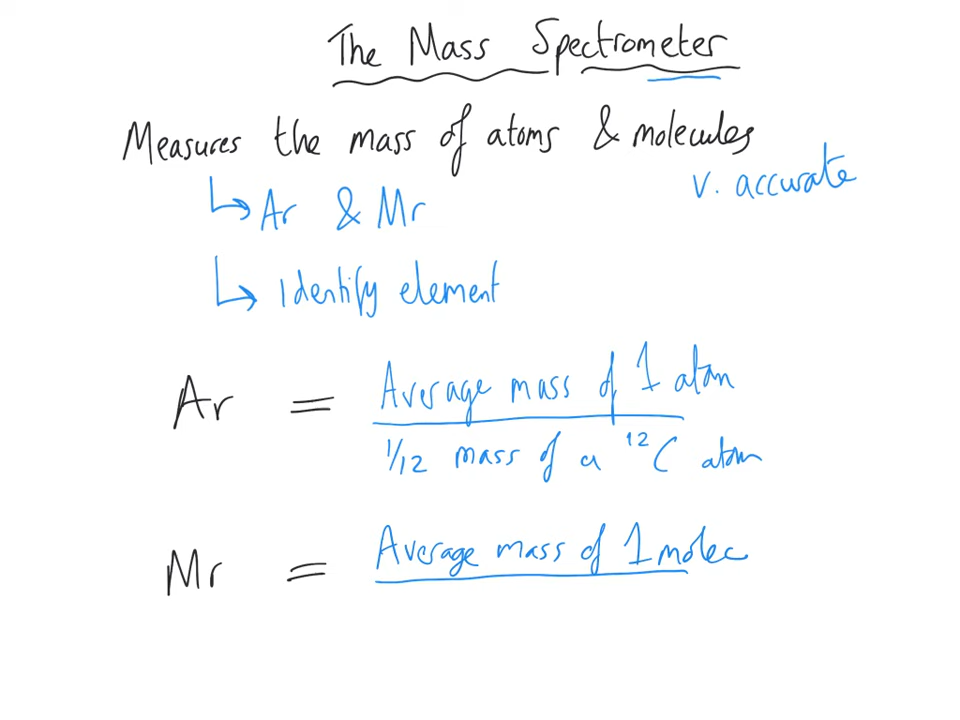 The Mass Spectrometer
Measures the mass of atoms & molecules
v. accurate
↳ Ar & Mr
↳ Identify element
Ar = Average mass of 1 atom
1/12 mass of a ¹²C atom
Mr = Average mass of 1 molec